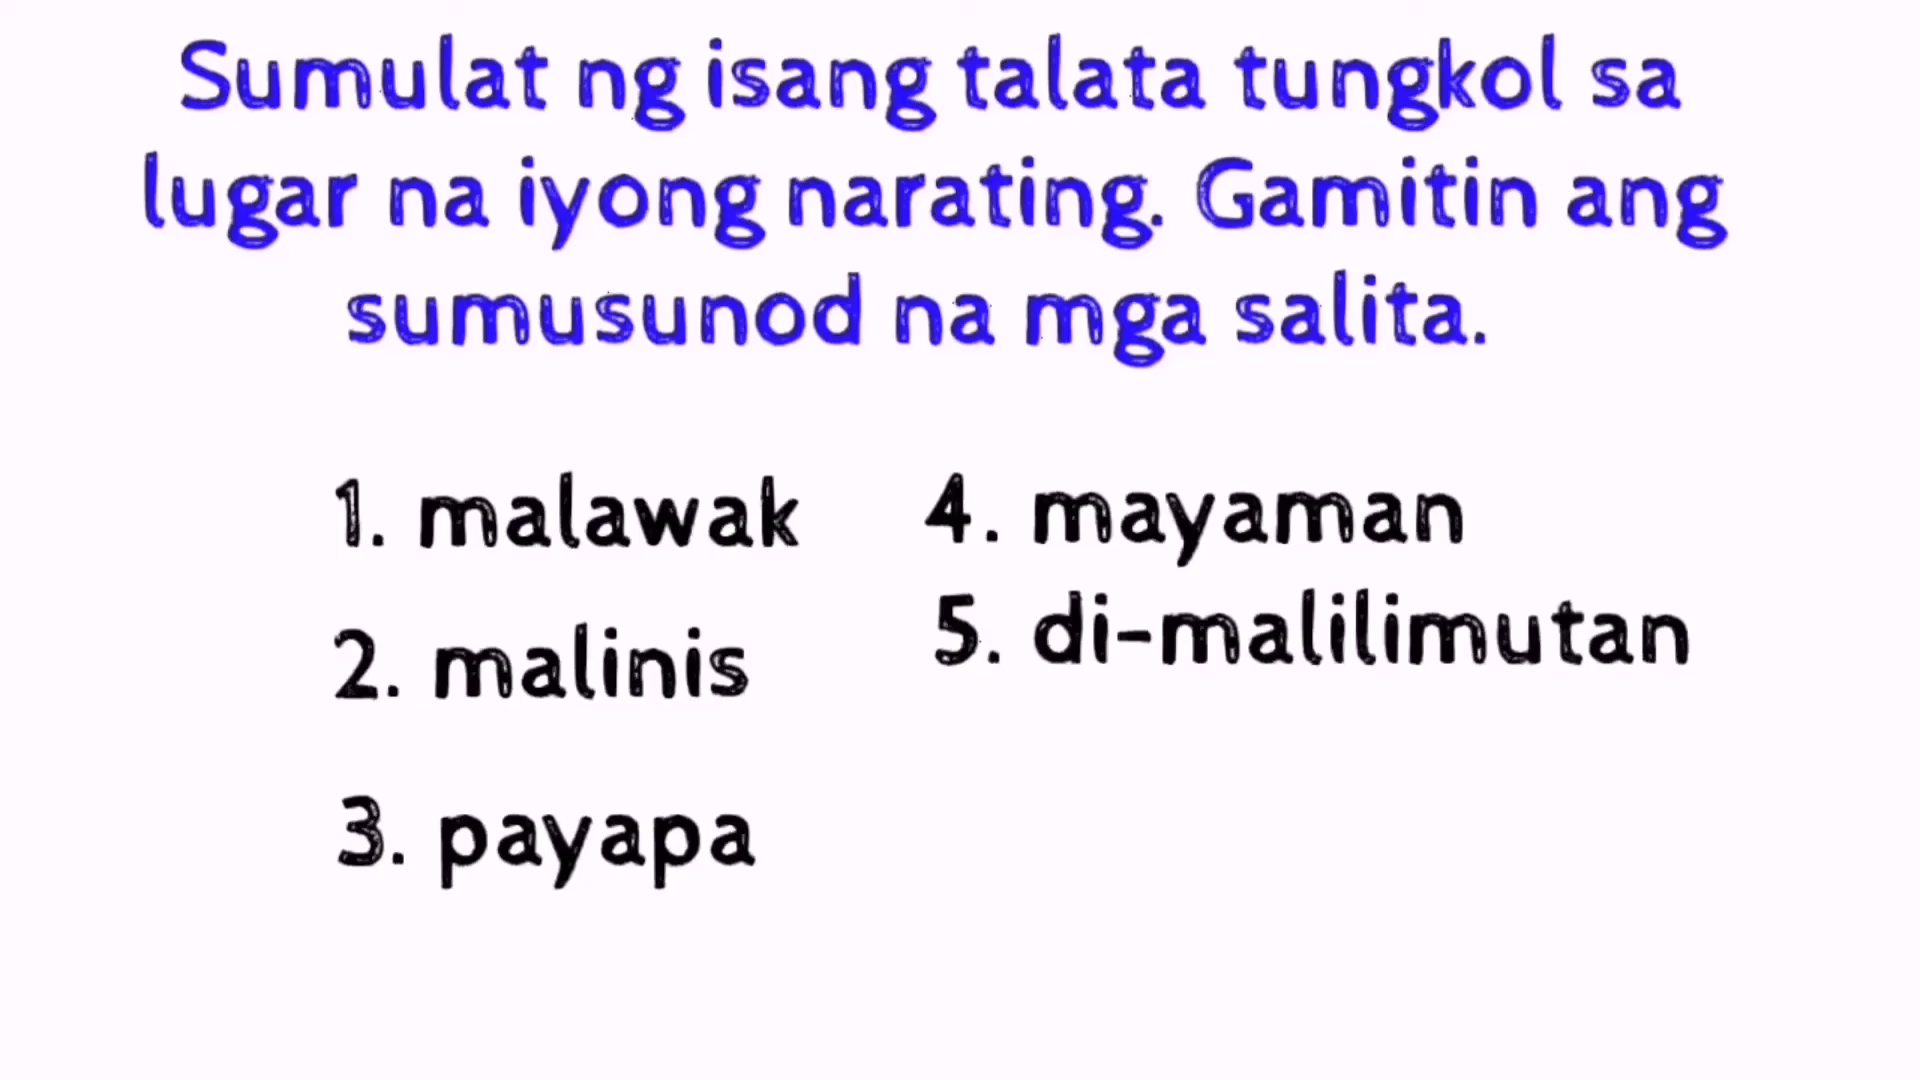 Sumulat ng isang talata tungkol sa
lugar na iyong narating. Gamitin ang
sumusunod na mga salita.
1. malawak
2. malinis
3. payapa
4. mayaman
5. di-malilimutan